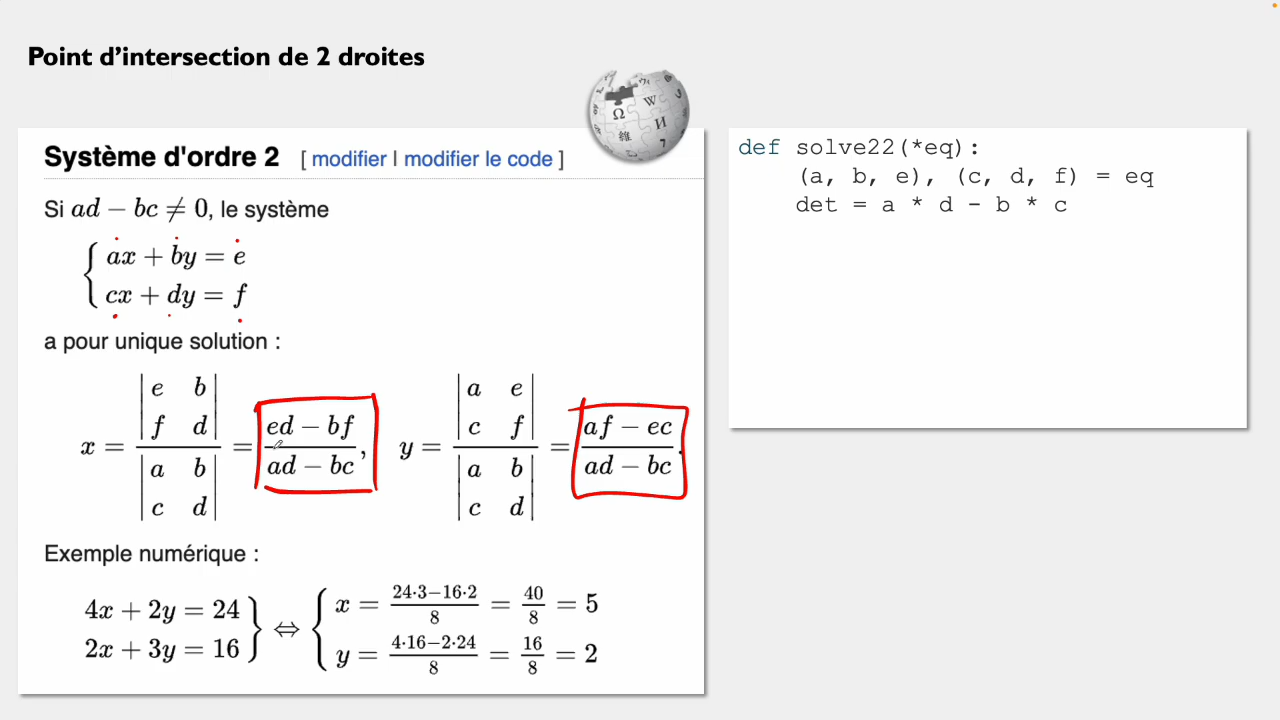 Point d'intersection de 2 droites
Système d'ordre 2 [ modifier | modifier le code ]
Si ad − bc ≠ 0, le système
ax + by = e
cx + dy = f
a pour unique solution :
x = |e b; f d| / |a b; c d| = (ed − bf)/(ad − bc), y = |a e; c f| / |a b; c d| = (af − ec)/(ad − bc).
Exemple numérique :
4x + 2y = 24
2x + 3y = 16
⇔
x = (24·3−16·2)/8 = 40/8 = 5
y = (4·16−2·24)/8 = 16/8 = 2
Ω W И 維 7
def solve22(*eq):
(a, b, e), (c, d, f) = eq
det = a * d - b * c